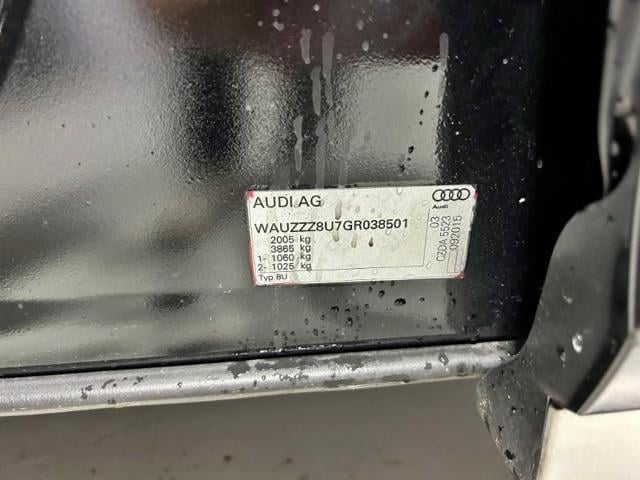 AUDI AG
Audi
WAUZZZ8U7GR038501
2005 kg
3865 kg
1- 1060 kg
2- 1025 kg
Typ 8U
03
CZDA 5523
092015